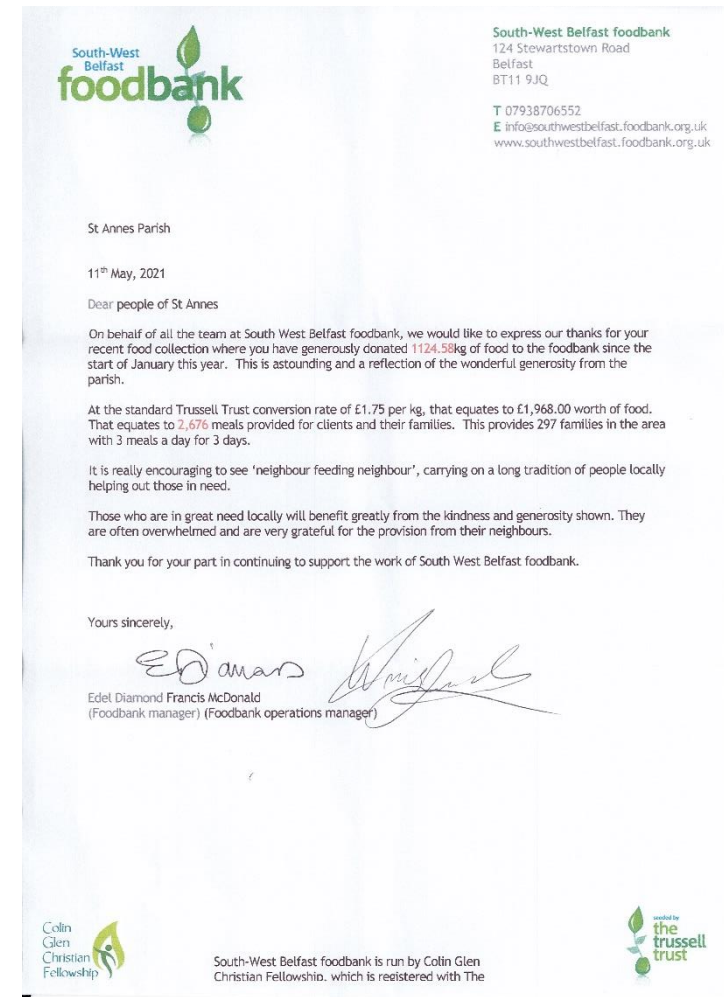 South-West
Belfast
foodbank
South-West Belfast foodbank
124 Stewartstown Road
Belfast
BT11 9JQ
T 07938706552
E info@southwestbelfast.foodbank.org.uk
www.southwestbelfast.foodbank.org.uk
St Annes Parish
11th May, 2021
Dear people of St Annes
On behalf of all the team at South West Belfast foodbank, we would like to express our thanks for your
recent food collection where you have generously donated 1124.58kg of food to the foodbank since the
start of January this year. This is astounding and a reflection of the wonderful generosity from the
parish.
At the standard Trussell Trust conversion rate of £1.75 per kg, that equates to £1,968.00 worth of food.
That equates to 2,676 meals provided for clients and their families. This provides 297 families in the area
with 3 meals a day for 3 days.
It is really encouraging to see ‘neighbour feeding neighbour’, carrying on a long tradition of people locally
helping out those in need.
Those who are in great need locally will benefit greatly from the kindness and generosity shown. They
are often overwhelmed and are very grateful for the provision from their neighbours.
Thank you for your part in continuing to support the work of South West Belfast foodbank.
Yours sincerely,
Edel Diamond Francis McDonald
(Foodbank manager) (Foodbank operations manager)
Colin
Glen
Christian
Fellowship
South-West Belfast foodbank is run by Colin Glen
Christian Fellowship, which is registered with The
seeded by
the
trussell
trust